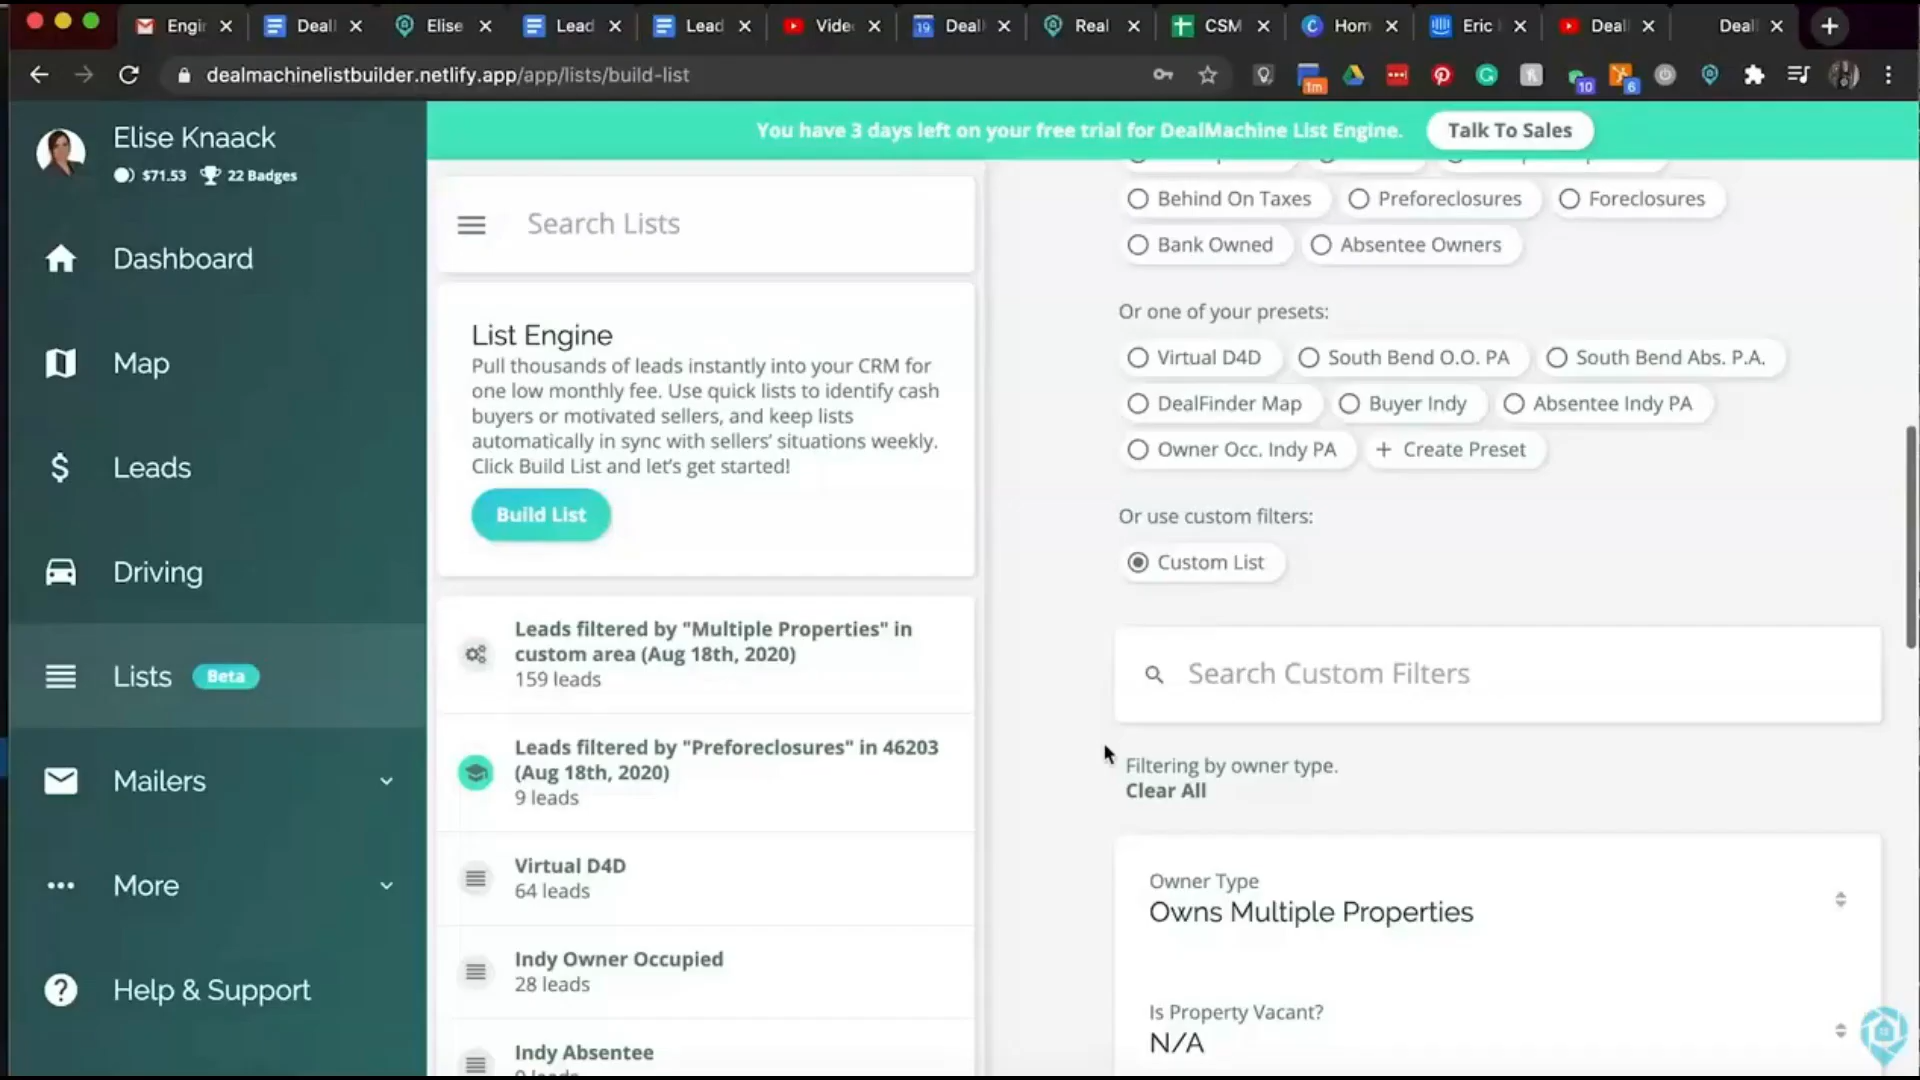 Engir
Deall
Elise
Lead
Lead
Vide
19
Deal
Real
CSM
Hom
Eric
Deal
Deal
dealmachinelistbuilder.netlify.app/app/lists/build-list
1m
10
6
Elise Knaack
$71.53 22 Badges
Dashboard
Map
Leads
Driving
Lists Beta
Mailers
More
Help & Support
You have 3 days left on your free trial for DealMachine List Engine. Talk To Sales
Search Lists
List Engine
Pull thousands of leads instantly into your CRM for
one low monthly fee. Use quick lists to identify cash
buyers or motivated sellers, and keep lists
automatically in sync with sellers' situations weekly.
Click Build List and let's get started!
Build List
Leads filtered by "Multiple Properties" in
custom area (Aug 18th, 2020)
159 leads
Leads filtered by "Preforeclosures" in 46203
(Aug 18th, 2020)
9 leads
Virtual D4D
64 leads
Indy Owner Occupied
28 leads
Indy Absentee
Behind On Taxes Preforeclosures Foreclosures
Bank Owned Absentee Owners
Or one of your presets:
Virtual D4D South Bend O.O. PA South Bend Abs. P.A.
DealFinder Map Buyer Indy Absentee Indy PA
Owner Occ. Indy PA + Create Preset
Or use custom filters:
Custom List
Search Custom Filters
Filtering by owner type.
Clear All
Owner Type
Owns Multiple Properties
Is Property Vacant?
N/A